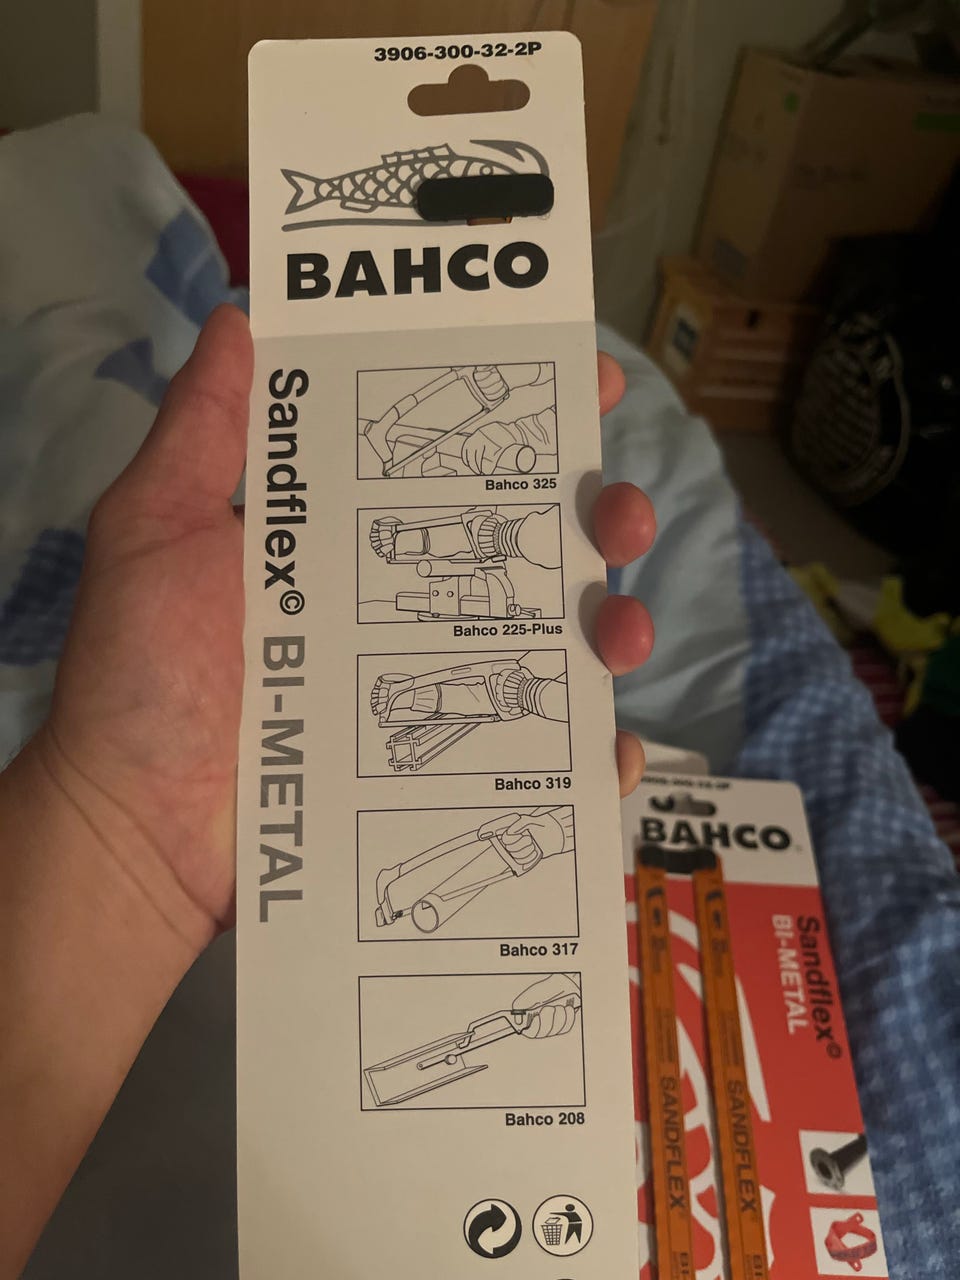 3906-300-32-2P
BAHCO
Sandflex© BI-METAL
Bahco 325
Bahco 225-Plus
Bahco 319
Bahco 317
Bahco 208
BAHCO
Sandflex©
BI-METAL
SANDFLEX
SANDFLEX